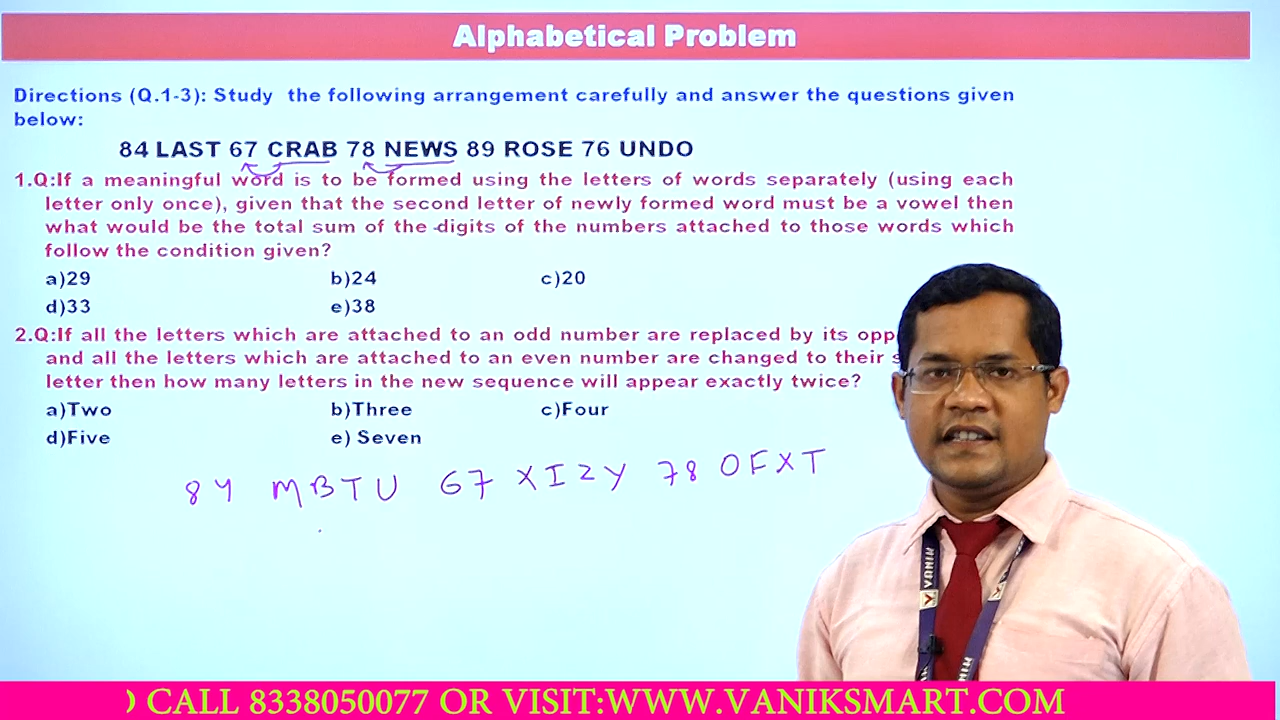 Alphabetical Problem
Directions (Q.1-3): Study the following arrangement carefully and answer the questions given
below:
84 LAST 67 CRAB 78 NEWS 89 ROSE 76 UNDO
1.Q:If a meaningful word is to be formed using the letters of words separately (using each
letter only once), given that the second letter of newly formed word must be a vowel then
what would be the total sum of the digits of the numbers attached to those words which
follow the condition given?
a)29 b)24 c)20
d)33 e)38
2.Q:If all the letters which are attached to an odd number are replaced by its opp
and all the letters which are attached to an even number are changed to their s
letter then how many letters in the new sequence will appear exactly twice?
a)Two b)Three c)Four
d)Five e) Seven
84 MBTU 67 XIZY 78 OFXT
VANIK
VANIK
) CALL 8338050077 OR VISIT:WWW.VANIKSMART.COM